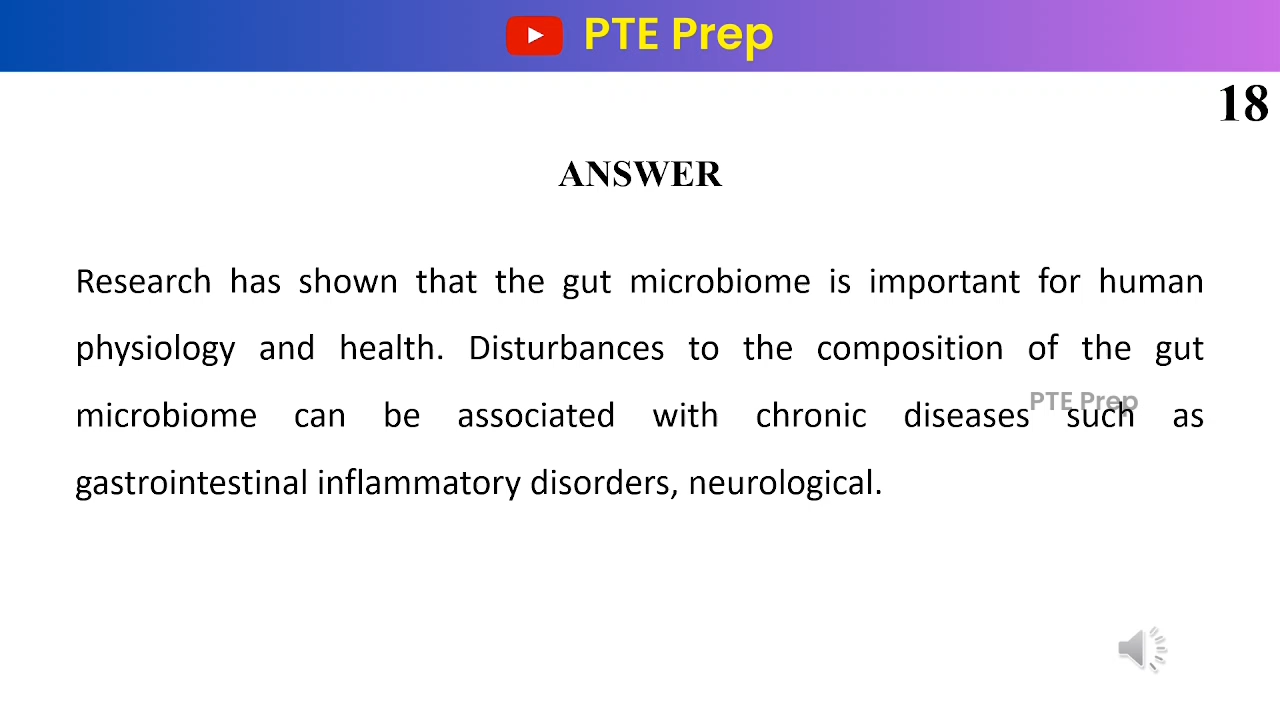 PTE Prep
18
ANSWER
Research has shown that the gut microbiome is important for human
physiology and health. Disturbances to the composition of the gut
microbiome can be associated with chronic diseases such as
PTE Prep
gastrointestinal inflammatory disorders, neurological.